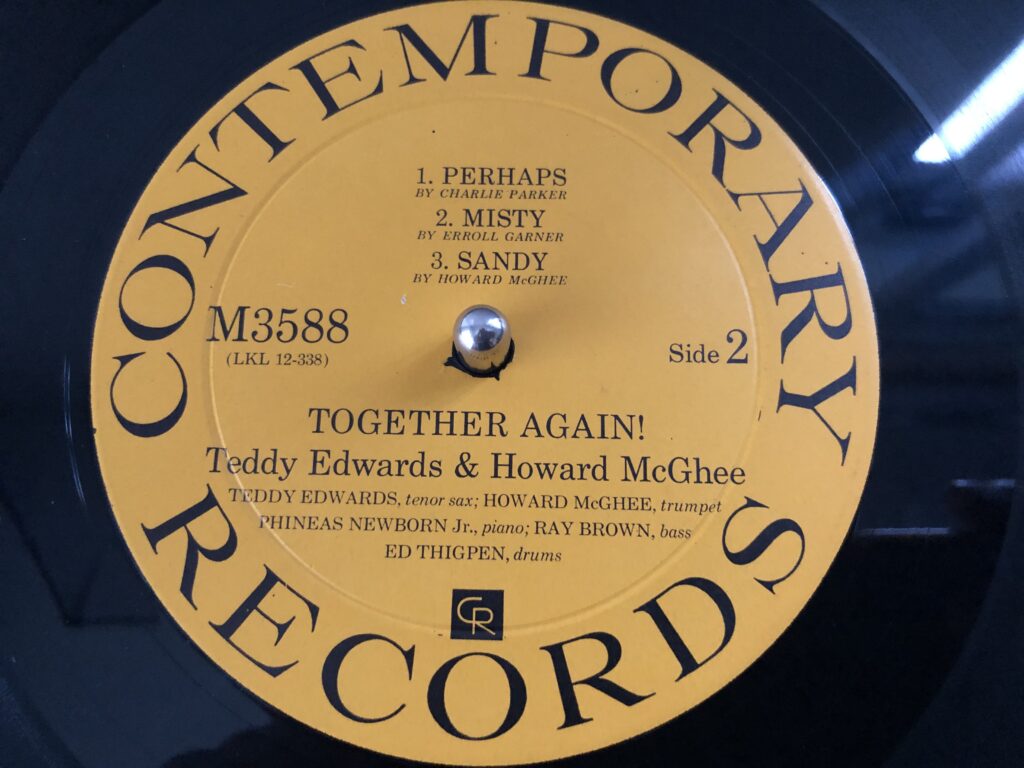 CONTEMPORARY
1. PERHAPS
BY CHARLIE PARKER
2. MISTY
BY ERROLL GARNER
3. SANDY
BY HOWARD McGHEE
M3588
(LKL 12-338)
Side 2
TOGETHER AGAIN!
Teddy Edwards & Howard McGhee
TEDDY EDWARDS, tenor sax; HOWARD McGHEE, trumpet
PHINEAS NEWBORN Jr., piano; RAY BROWN, bass
ED THIGPEN, drums
CR
RECORDS